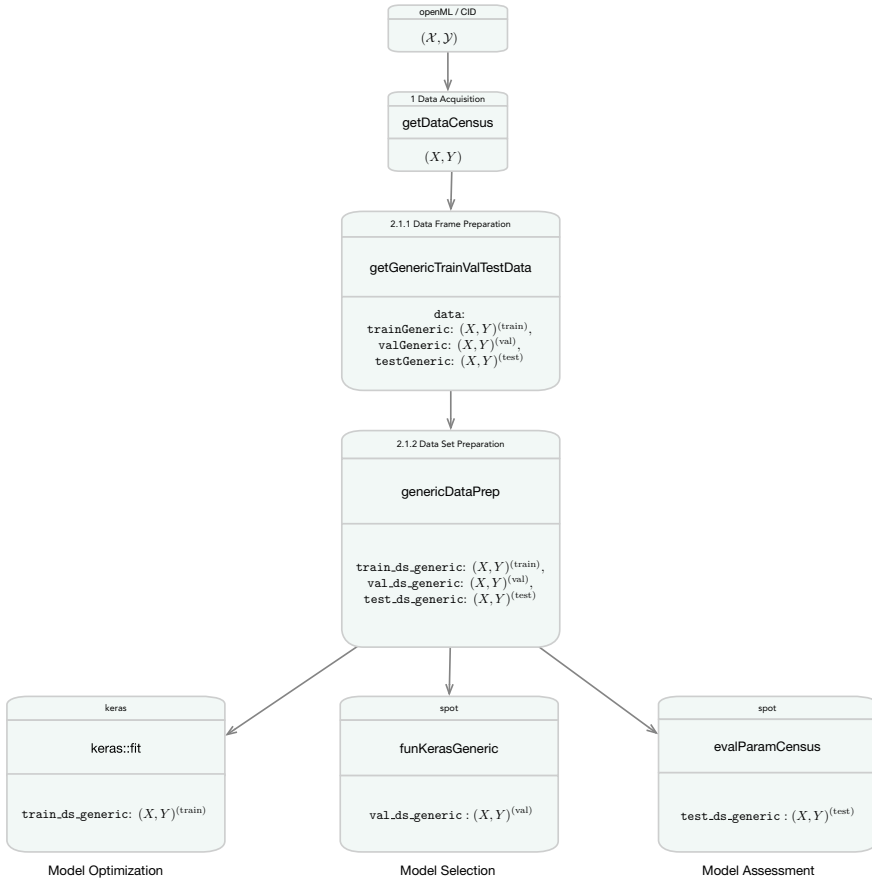 openML / CID
(𝒳, 𝒴)
1 Data Acquisition
getDataCensus
(X, Y)
2.1.1 Data Frame Preparation
getGenericTrainValTestData
data:
trainGeneric: (X, Y)^(train),
valGeneric: (X, Y)^(val),
testGeneric: (X, Y)^(test)
2.1.2 Data Set Preparation
genericDataPrep
train_ds_generic: (X, Y)^(train),
val_ds_generic: (X, Y)^(val),
test_ds_generic: (X, Y)^(test)
keras
keras::fit
train_ds_generic: (X, Y)^(train)
Model Optimization
spot
funKerasGeneric
val_ds_generic : (X, Y)^(val)
Model Selection
spot
evalParamCensus
test_ds_generic : (X, Y)^(test)
Model Assessment